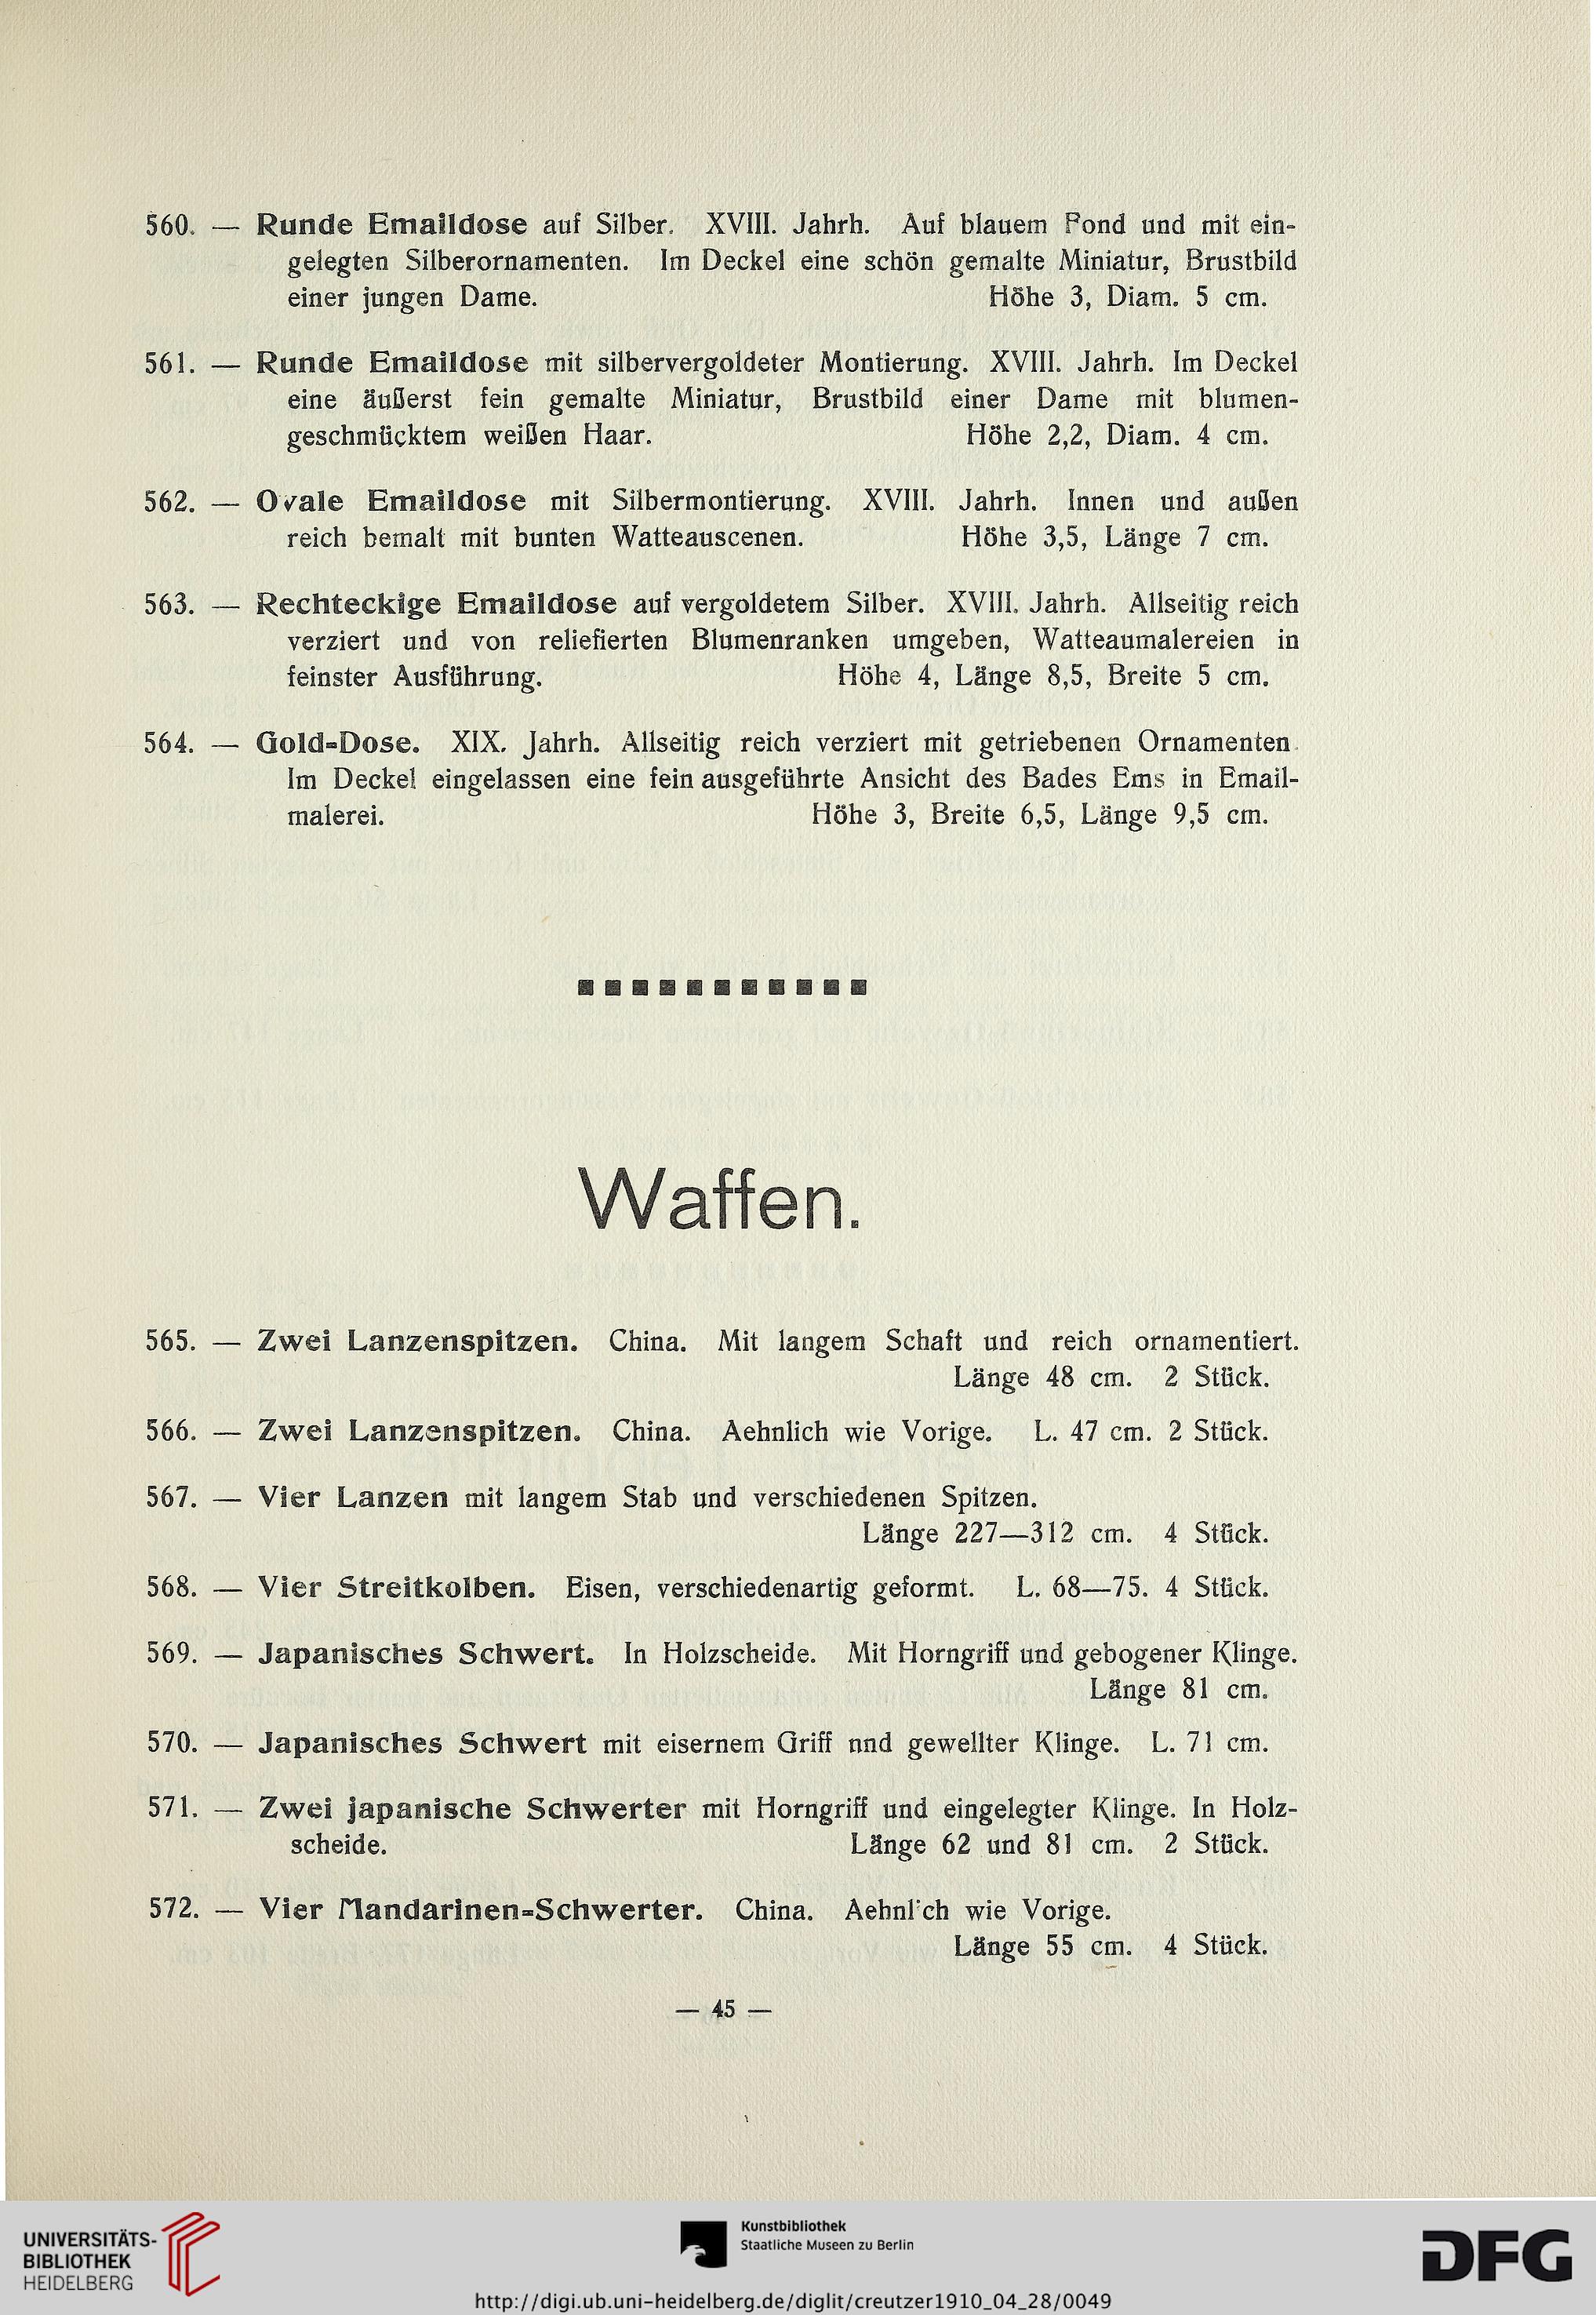 560. — Runde Emaildose auf Silber. XVIII. Jahrh. Auf blauem Fond und mit ein-
gelegten Silberornamenten. Im Deckel eine schön gemalte Miniatur, Brustbild
einer jungen Dame. Höhe 3, Diam. 5 cm.
561. — Runde Emaildose mit silbervergoldeter Montierung. XVIII. Jahrh. Im Deckel
eine äußerst fein gemalte Miniatur, Brustbild einer Dame mit blumen-
geschmücktem weißen Haar. Höhe 2,2, Diam. 4 cm.
562. — Ovale Emaildose mit Silbermontierung. XVIII. Jahrh. Innen und außen
reich bemalt mit bunten Watteauscenen. Höhe 3,5, Länge 7 cm.
563. — Rechteckige Emaildose auf vergoldetem Silber. XVIII. Jahrh. Allseitig reich
verziert und von reliefierten Blumenranken umgeben, Watteaumalereien in
feinster Ausführung. Höhe 4, Länge 8,5, Breite 5 cm.
564. — Gold-Dose. XIX. Jahrh. Allseitig reich verziert mit getriebenen Ornamenten.
Im Deckel eingelassen eine fein ausgeführte Ansicht des Bades Ems in Email-
malerei. Höhe 3, Breite 6,5, Länge 9,5 cm.
Waffen.
565. — Zwei Lanzenspitzen. China. Mit langem Schaft und reich ornamentiert.
Länge 48 cm. 2 Stück.
566. — Zwei Lanzenspitzen. China. Aehnlich wie Vorige. L. 47 cm. 2 Stück.
567. — Vier Lanzen mit langem Stab und verschiedenen Spitzen.
Länge 227—312 cm. 4 Stück.
568. — Vier Streitkolben. Eisen, verschiedenartig geformt. L. 68—75. 4 Stück.
569. — Japanisches Schwert. In Holzscheide. Mit Horngriff und gebogener Klinge.
Länge 81 cm.
570. — Japanisches Schwert mit eisernem Griff nnd gewellter Klinge. L. 71 cm.
571. — Zwei japanische Schwerter mit Horngriff und eingelegter Klinge. In Holz-
scheide. Länge 62 und 81 cm. 2 Stück.
572. — Vier Mandarinen-Schwerter. China. Aehnlich wie Vorige.
Länge 55 cm. 4 Stück.
— 45 —
UNIVERSITÄTS-
BIBLIOTHEK
HEIDELBERG
Kunstbibliothek
Staatliche Museen zu Berlin
DFG
http://digi.ub.uni-heidelberg.de/diglit/creutzer1910_04_28/0049